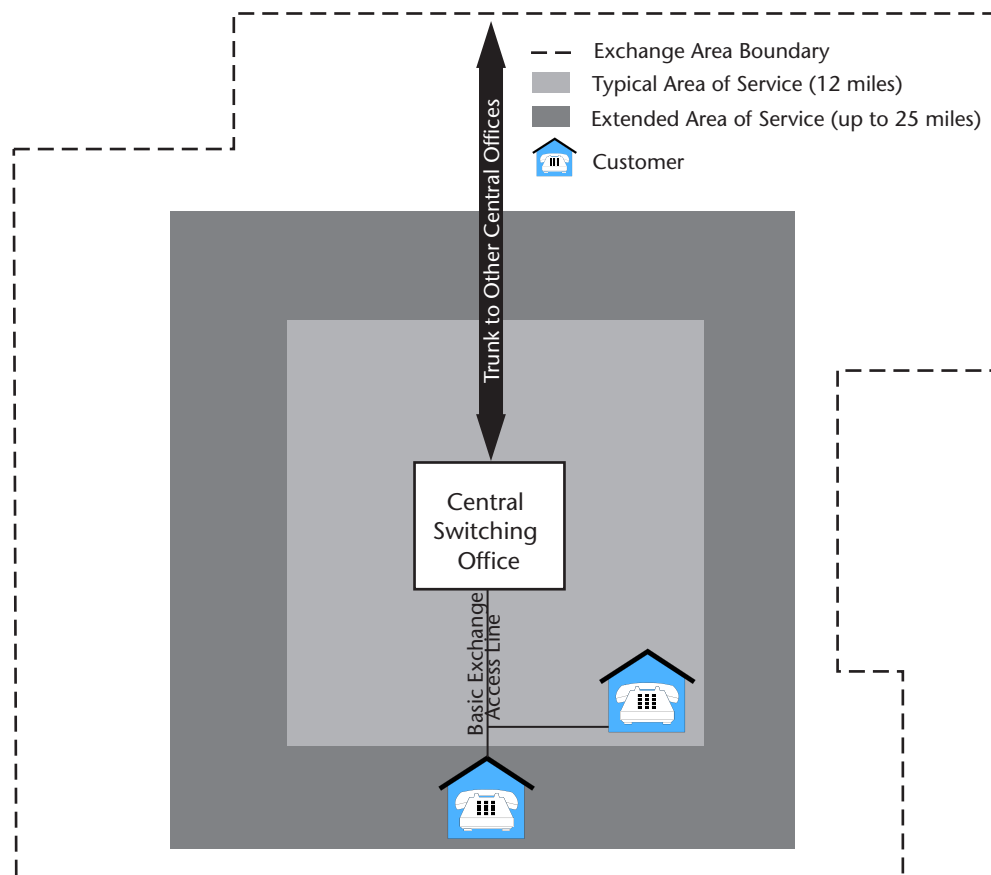 Exchange Area Boundary
Typical Area of Service (12 miles)
Extended Area of Service (up to 25 miles)
Customer
Trunk to Other Central Offices
Central
Switching
Office
Basic Exchange
Access Line